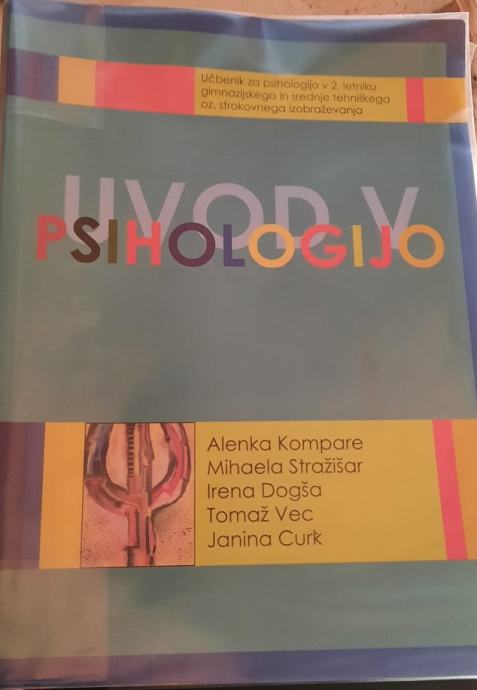 Učbenik za psihologijo v 2. letniku
gimnazijskega in srednje tehniškega
oz. strokovnega izobraževanja
UVOD V
PSIHOLOGIJO
Alenka Kompare
Mihaela Stražišar
Irena Dogša
Tomaž Vec
Janina Curk